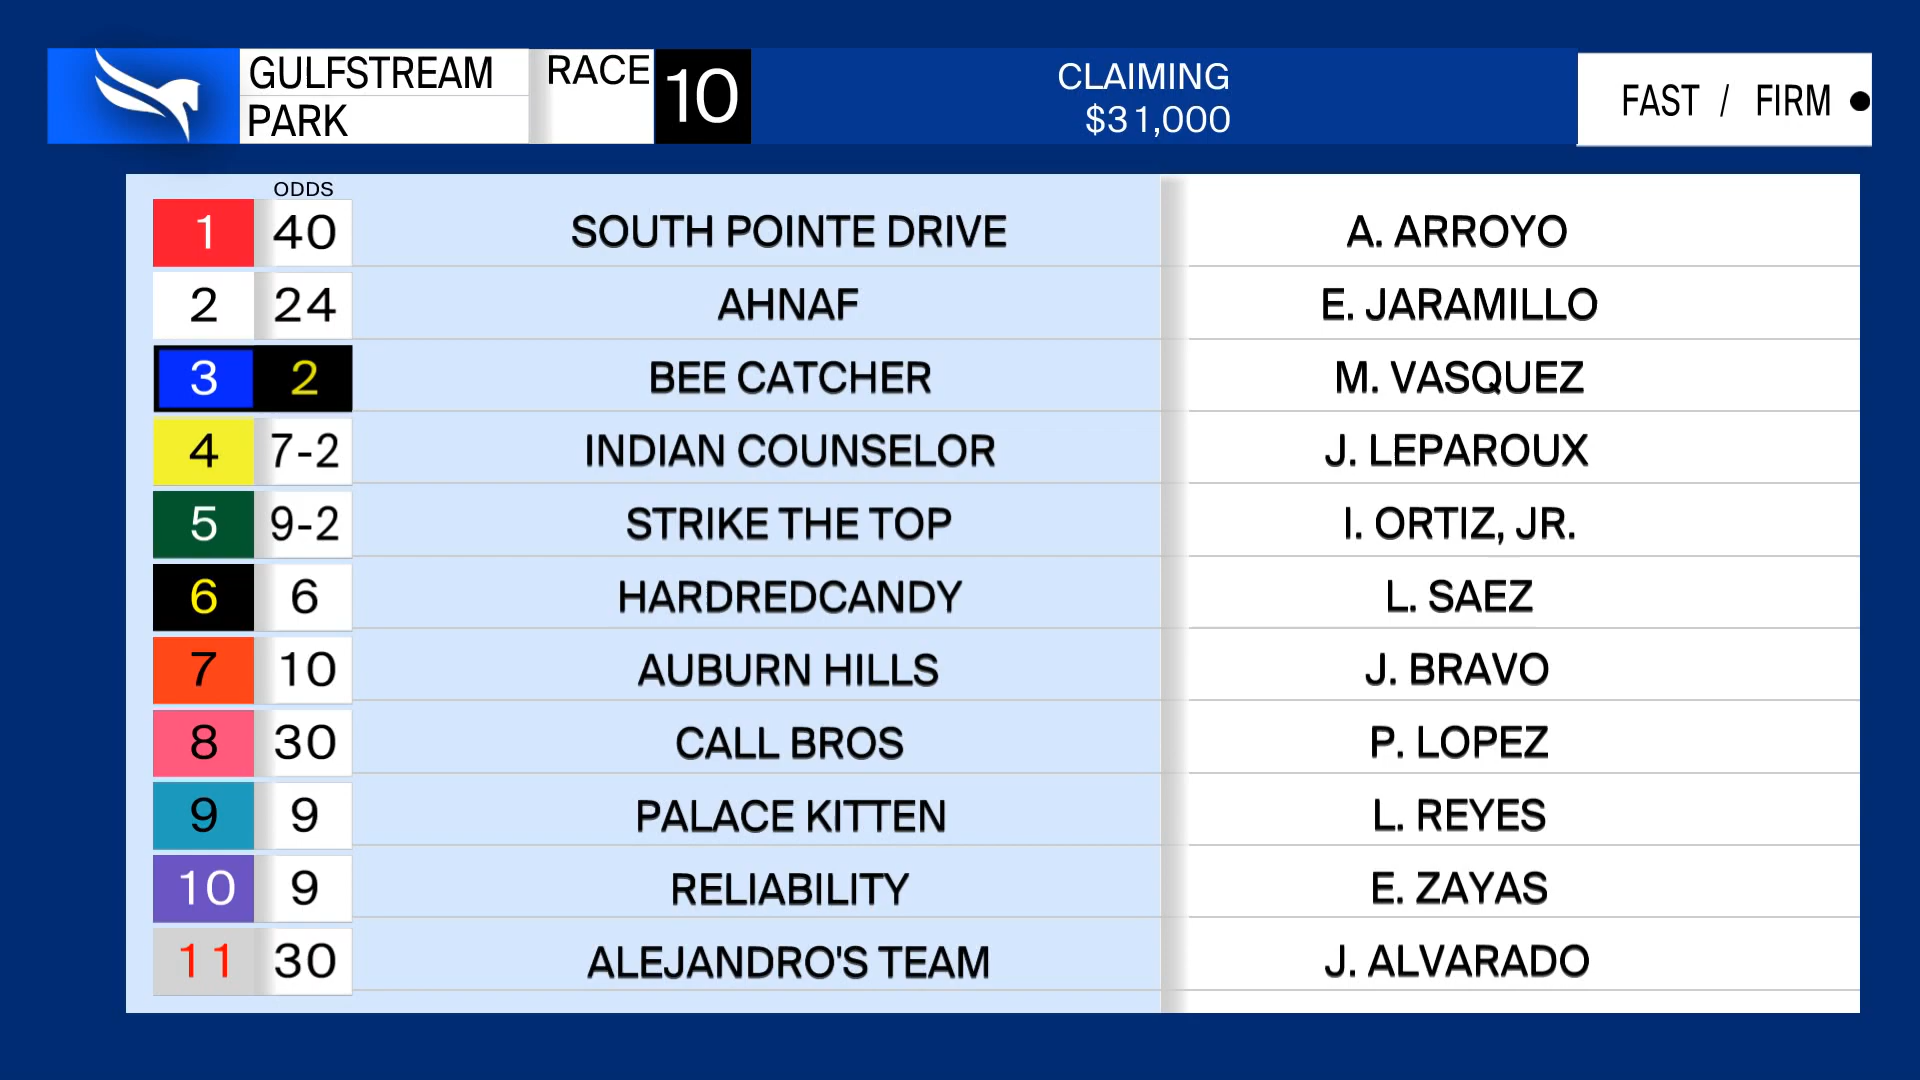 GULFSTREAM
PARK
RACE 10
CLAIMING
$31,000
FAST / FIRM
ODDS
1 40 SOUTH POINTE DRIVE A. ARROYO
2 24 AHNAF E. JARAMILLO
3 2 BEE CATCHER M. VASQUEZ
4 7-2 INDIAN COUNSELOR J. LEPAROUX
5 9-2 STRIKE THE TOP I. ORTIZ, JR.
6 6 HARDREDCANDY L. SAEZ
7 10 AUBURN HILLS J. BRAVO
8 30 CALL BROS P. LOPEZ
9 9 PALACE KITTEN L. REYES
10 9 RELIABILITY E. ZAYAS
11 30 ALEJANDRO'S TEAM J. ALVARADO